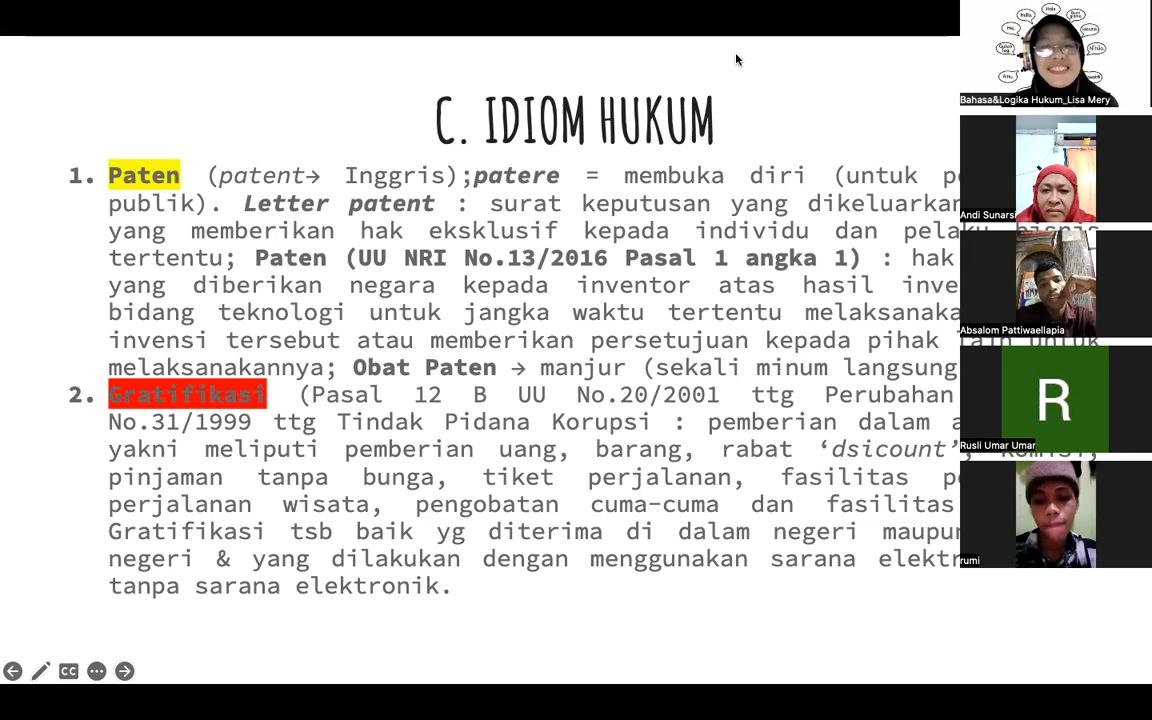 C. IDIOM HUKUM
1. Paten (patent→ Inggris);patere = membuka diri (untuk
publik). Letter patent : surat keputusan yang dikeluarkan
yang memberikan hak eksklusif kepada individu dan bisnis
tertentu; Paten (UU NRI No.13/2016 Pasal 1 angka 1) : hak
yang diberikan negara kepada inventor atas hasil
bidang teknologi untuk jangka waktu tertentu
invensi tersebut atau memberikan persetujuan kepada pihak lain untuk
melaksanakannya; Obat Paten → manjur (sekali minum langsung
2. Gratifikasi (Pasal 12 B UU No.20/2001 ttg Perubahan
No.31/1999 ttg Tindak Pidana Korupsi : pemberian dalam
yakni meliputi pemberian uang, barang, rabat ‘dsicount’, komisi,
pinjaman tanpa bunga, tiket perjalanan, fasilitas
perjalanan wisata, pengobatan cuma-cuma dan fasilitas
Gratifikasi tsb baik yg diterima di dalam negeri maupun
negeri & yang dilakukan dengan menggunakan sarana
tanpa sarana elektronik.
CC
Bahasa&Logika Hukum_Lisa Mery
Andi Sunarsi
Absalom Pattiwaellapia
R
Rusli Umar Umar
rumi